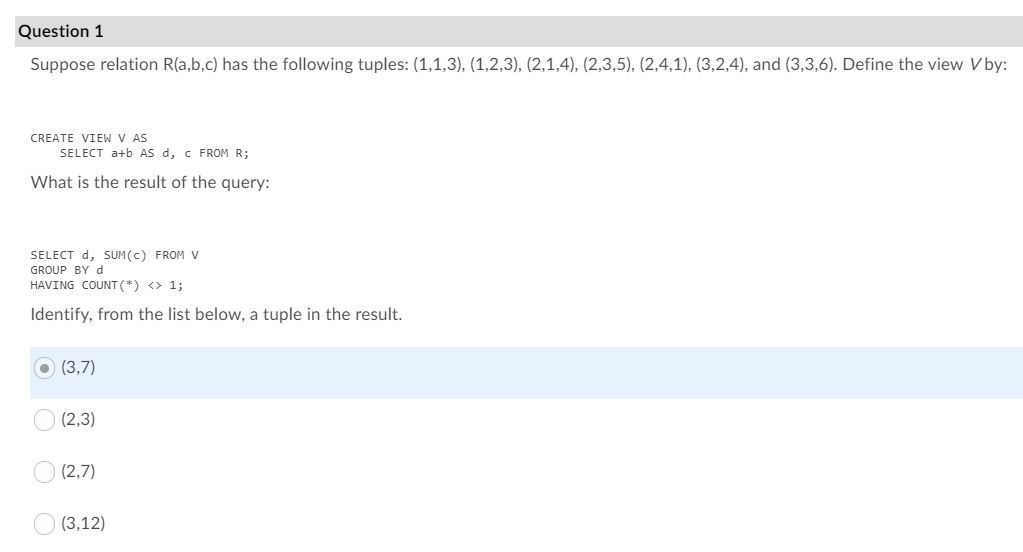 Question 1
Suppose relation R(a,b,c) has the following tuples: (1,1,3), (1,2,3), (2,1,4), (2,3,5), (2,4,1), (3,2,4), and (3,3,6). Define the view V by:
CREATE VIEW V AS
    SELECT a+b AS d, c FROM R;
What is the result of the query:
SELECT d, SUM(c) FROM V
GROUP BY d
HAVING COUNT(*) <> 1;
Identify, from the list below, a tuple in the result.
(3,7)
(2,3)
(2,7)
(3,12)